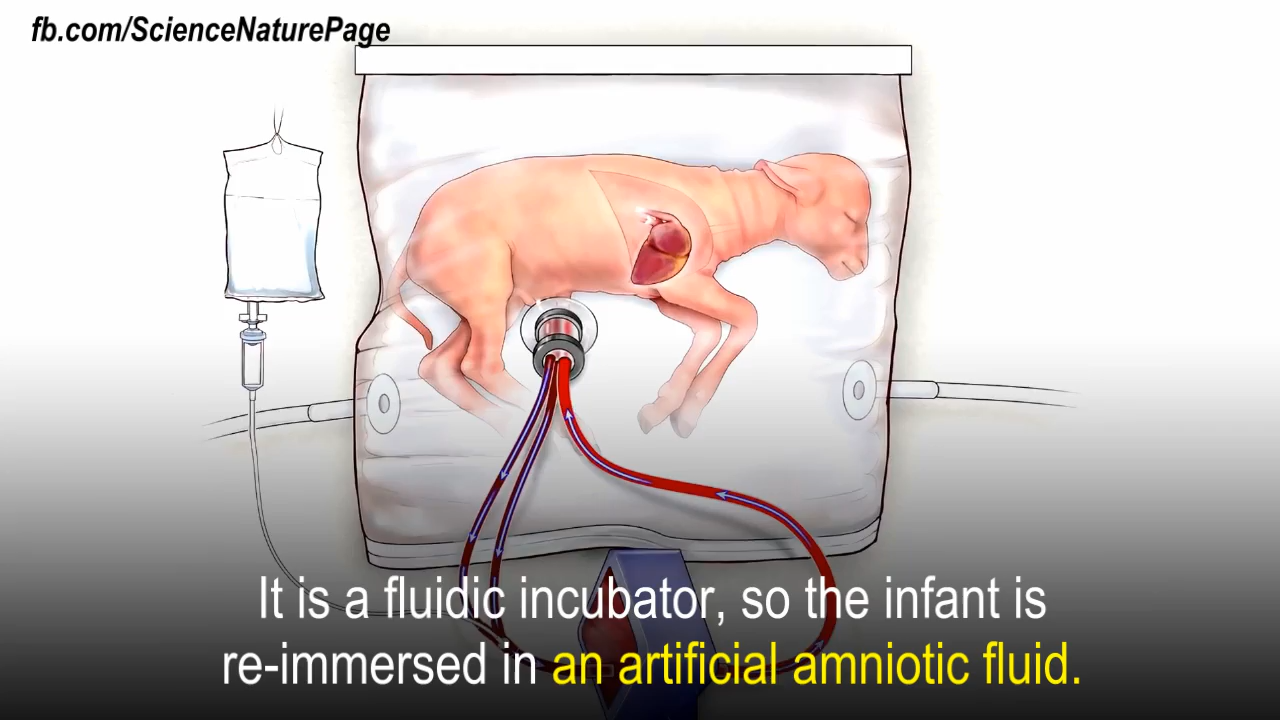 fb.com/ScienceNaturePage
It is a fluidic incubator, so the infant is
re-immersed in an artificial amniotic fluid.